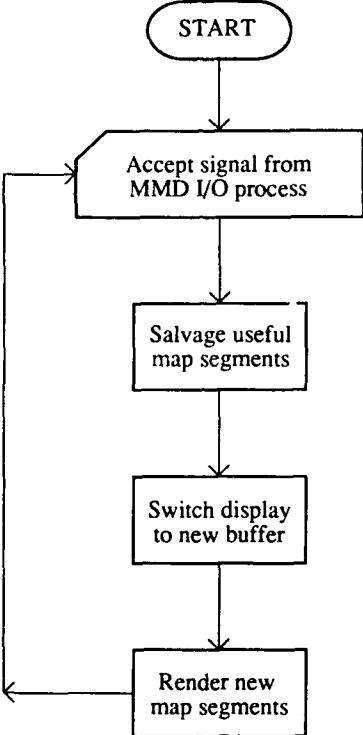 START
Accept signal from
MMD I/O process
Salvage useful
map segments
Switch display
to new buffer
Render new
map segments